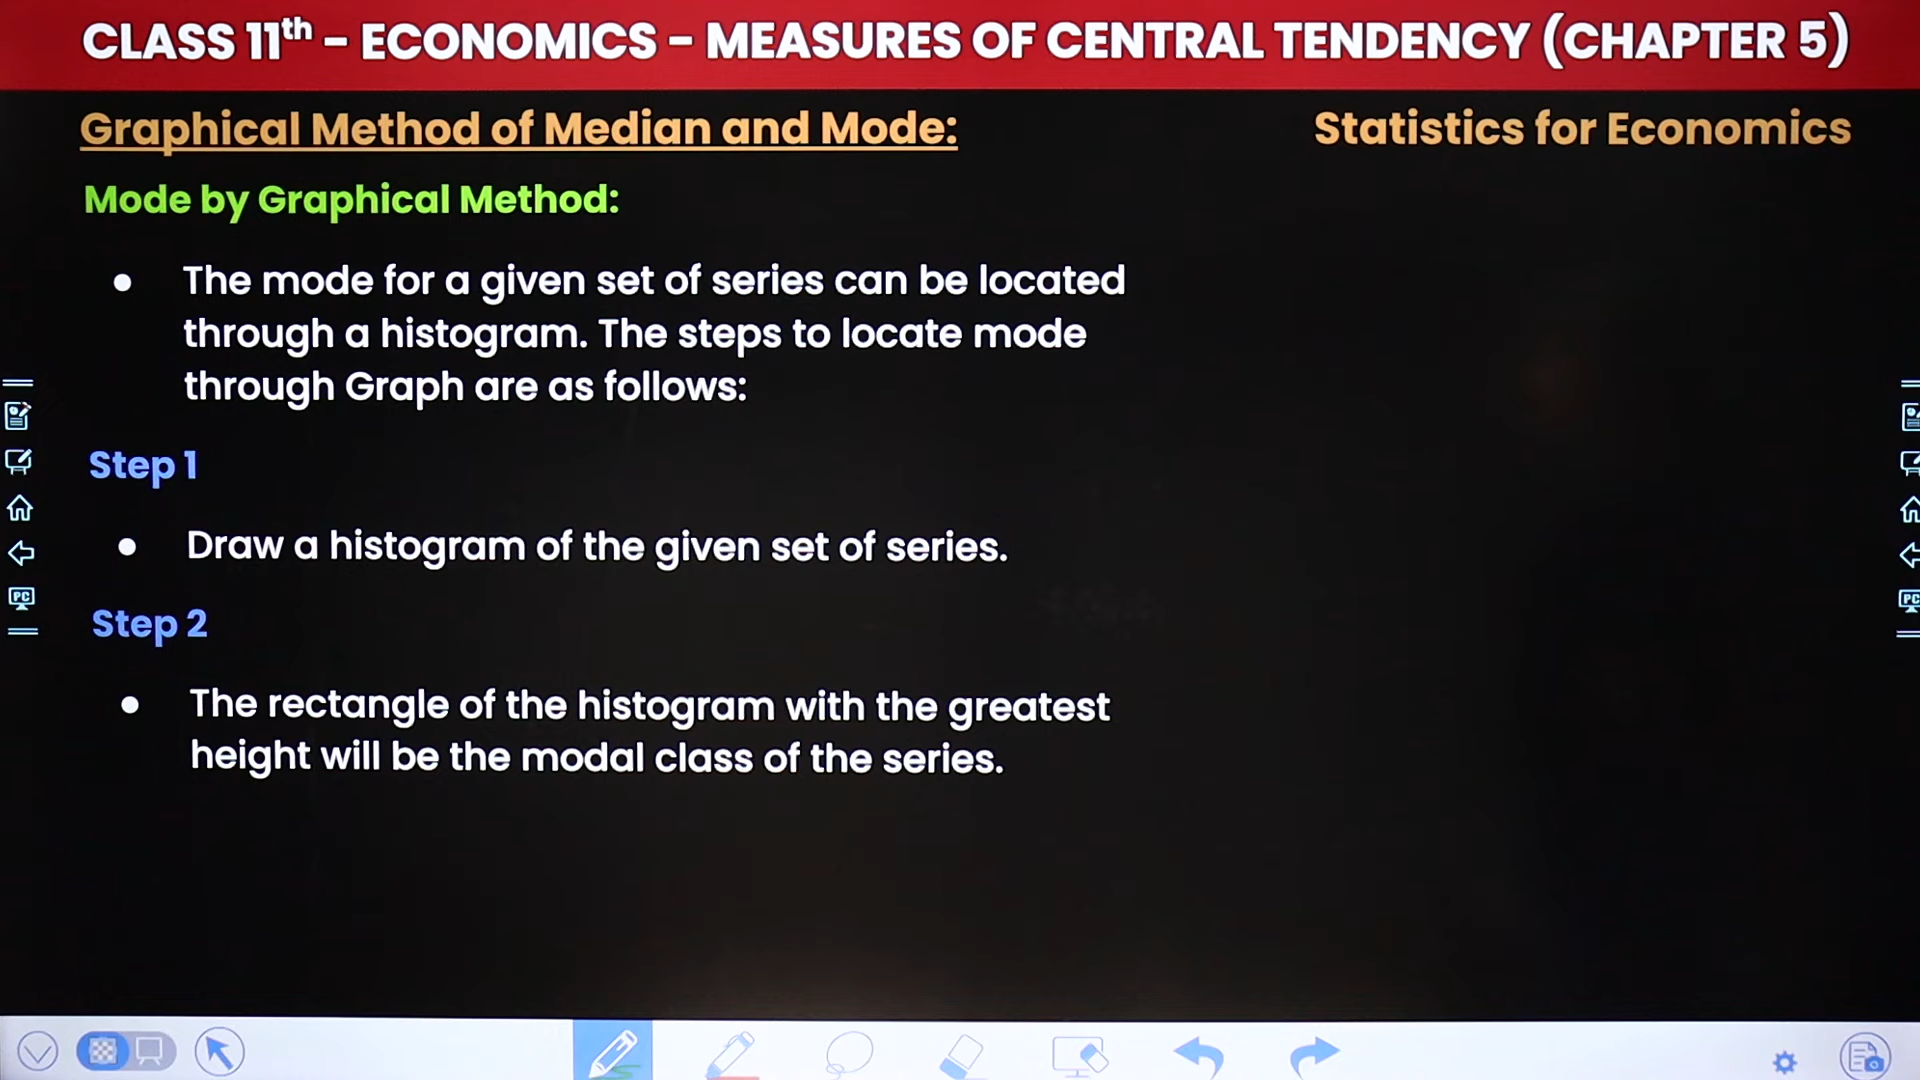 CLASS 11th - ECONOMICS - MEASURES OF CENTRAL TENDENCY (CHAPTER 5)
Graphical Method of Median and Mode:
Statistics for Economics
Mode by Graphical Method:
● The mode for a given set of series can be located
through a histogram. The steps to locate mode
through Graph are as follows:
Step 1
● Draw a histogram of the given set of series.
Step 2
● The rectangle of the histogram with the greatest
height will be the modal class of the series.
PC
PC